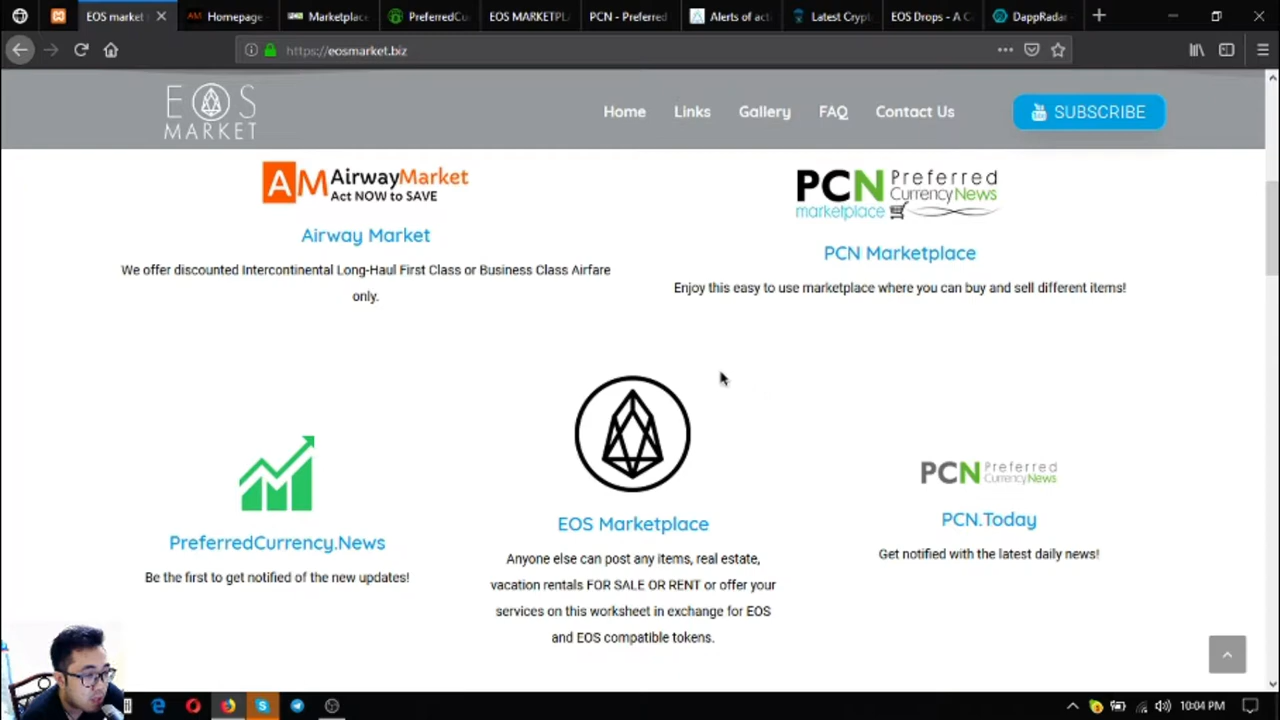 EOS market
Homepage
Marketplace
PreferredCu
EOS MARKETPL
PCN - Preferred
Alerts of act
Latest Crypt
EOS Drops - A C
DappRadar
https://eosmarket.biz
EOS
MARKET
Home
Links
Gallery
FAQ
Contact Us
SUBSCRIBE
AM AirwayMarket
Act NOW to SAVE
PCN Preferred
CurrencyNews
marketplace
Airway Market
PCN Marketplace
We offer discounted Intercontinental Long-Haul First Class or Business Class Airfare
only.
Enjoy this easy to use marketplace where you can buy and sell different items!
PCN Preferred
CurrencyNews
PreferredCurrency.News
EOS Marketplace
PCN.Today
Be the first to get notified of the new updates!
Anyone else can post any items, real estate,
vacation rentals FOR SALE OR RENT or offer your
services on this worksheet in exchange for EOS
and EOS compatible tokens.
Get notified with the latest daily news!
10:04 PM